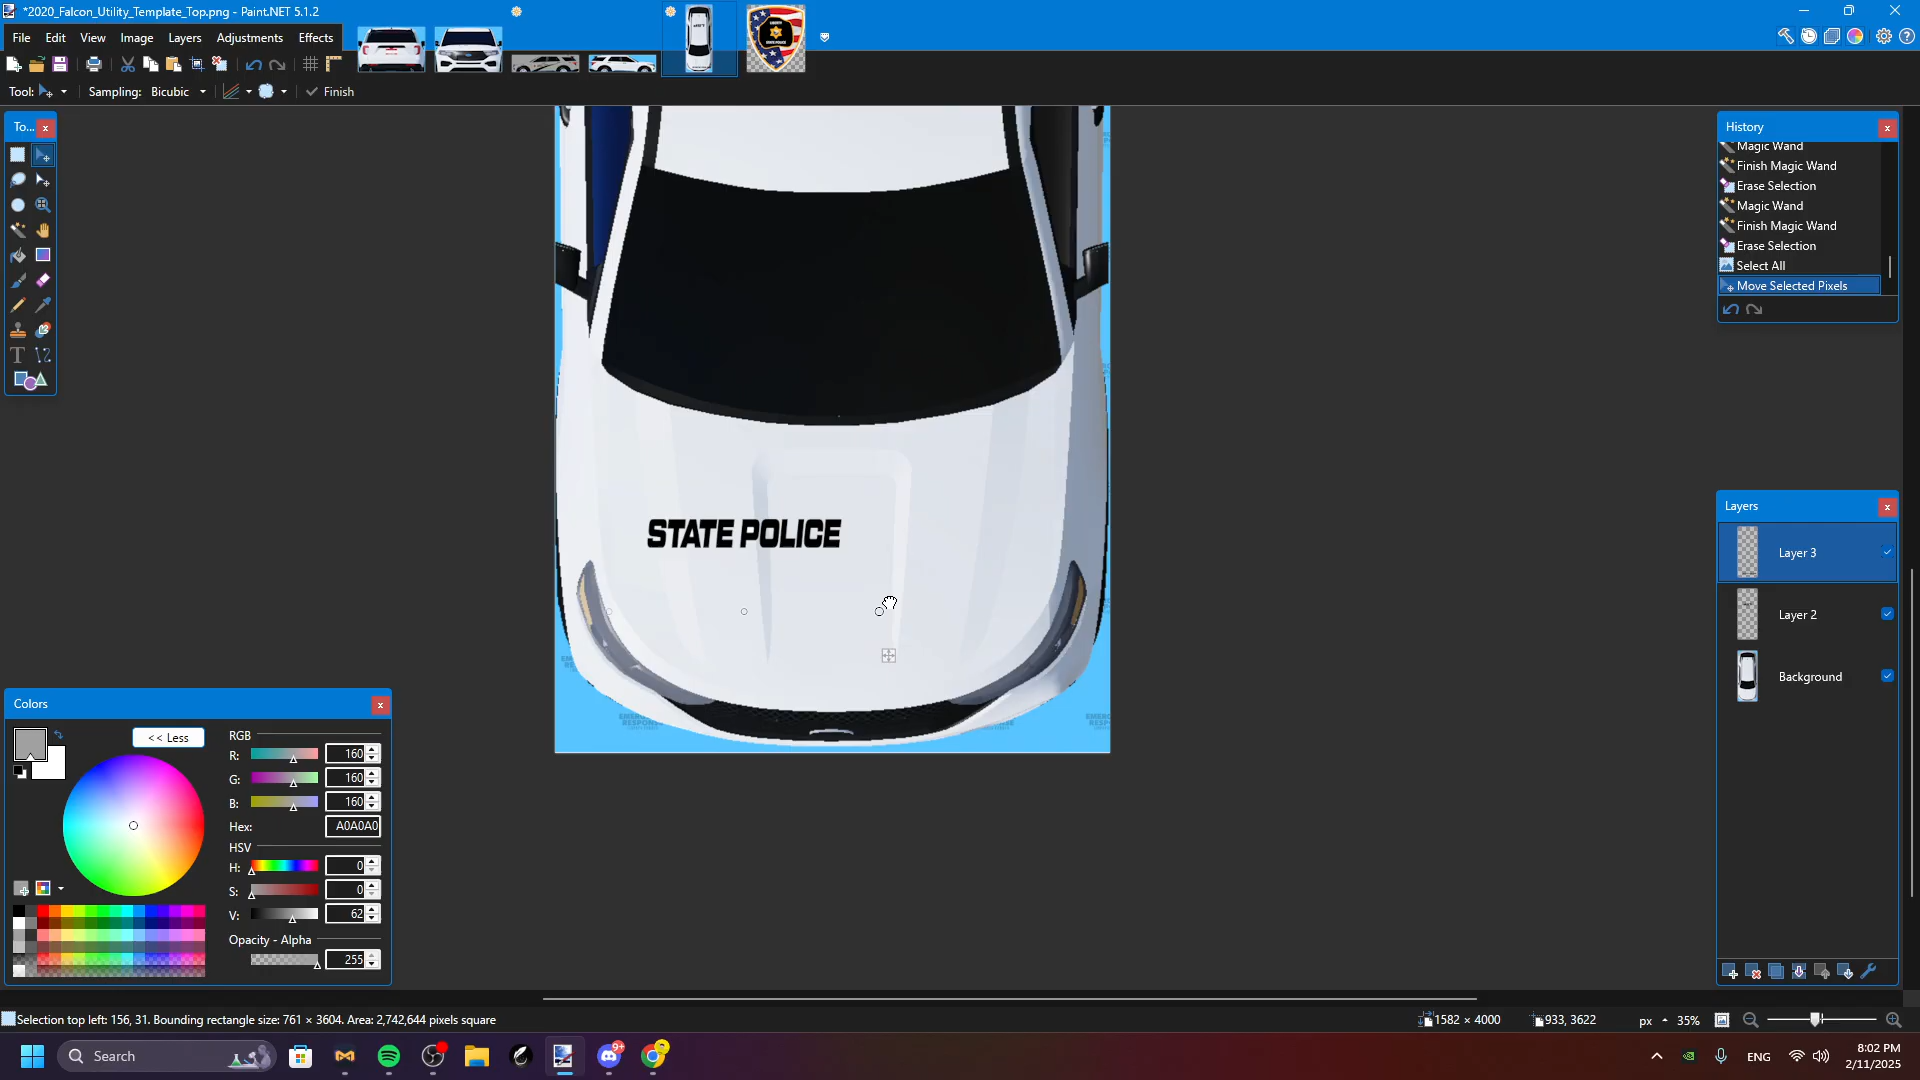 *2020_Falcon_Utility_Template_Top.png - Paint.NET 5.1.2
File Edit View Image Layers Adjustments Effects
Tool: Sampling: Bicubic Finish
To...
History
Magic Wand
Finish Magic Wand
Erase Selection
Magic Wand
Finish Magic Wand
Erase Selection
Select All
Move Selected Pixels
STATE POLICE
Layers
Layer 3
Layer 2
Background
Colors
<< Less
RGB
R: 160
G: 160
B: 160
Hex: A0A0A0
HSV
H: 0
S: 0
V: 62
Opacity - Alpha
255
Selection top left: 156, 31. Bounding rectangle size: 761 × 3604. Area: 2,742,644 pixels square
1582 × 4000
933, 3622
px
35%
Search
9+
ENG
8:02 PM
2/11/2025